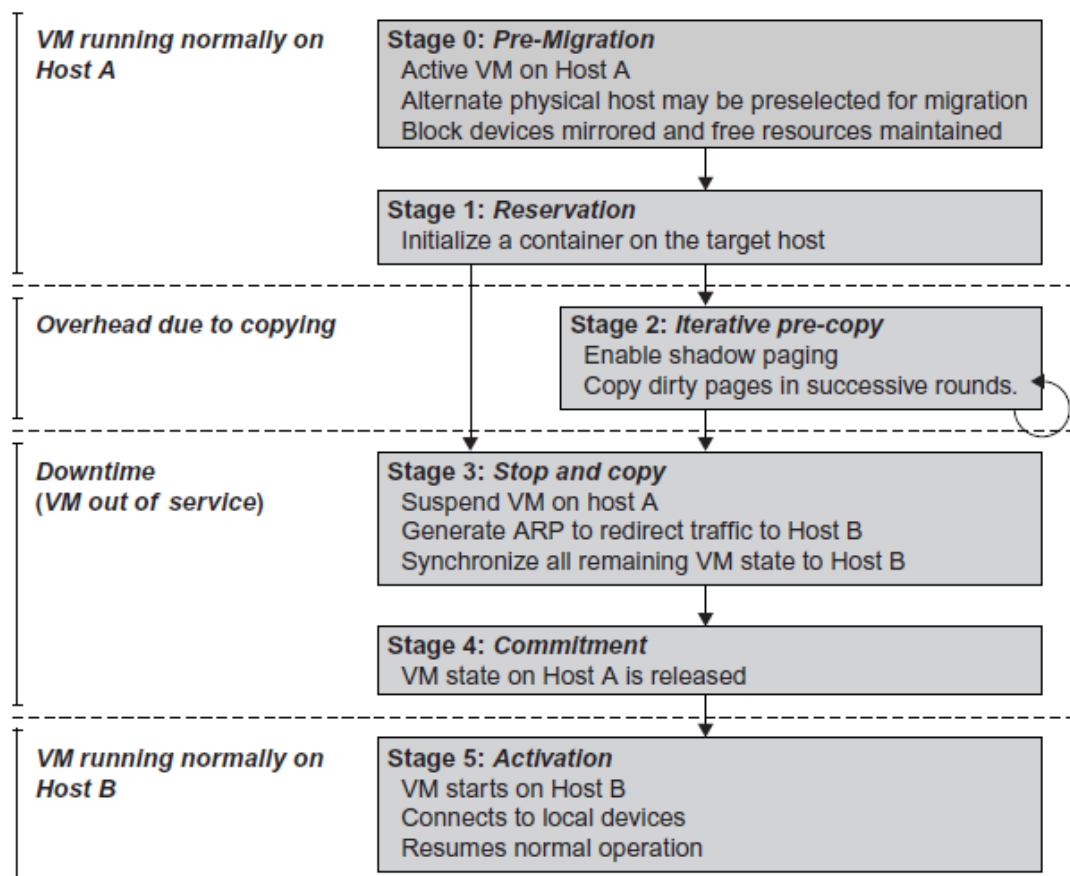 VM running normally on
Host A
Stage 0: Pre-Migration
Active VM on Host A
Alternate physical host may be preselected for migration
Block devices mirrored and free resources maintained
Stage 1: Reservation
Initialize a container on the target host
Overhead due to copying
Stage 2: Iterative pre-copy
Enable shadow paging
Copy dirty pages in successive rounds.
Downtime
(VM out of service)
Stage 3: Stop and copy
Suspend VM on host A
Generate ARP to redirect traffic to Host B
Synchronize all remaining VM state to Host B
Stage 4: Commitment
VM state on Host A is released
VM running normally on
Host B
Stage 5: Activation
VM starts on Host B
Connects to local devices
Resumes normal operation